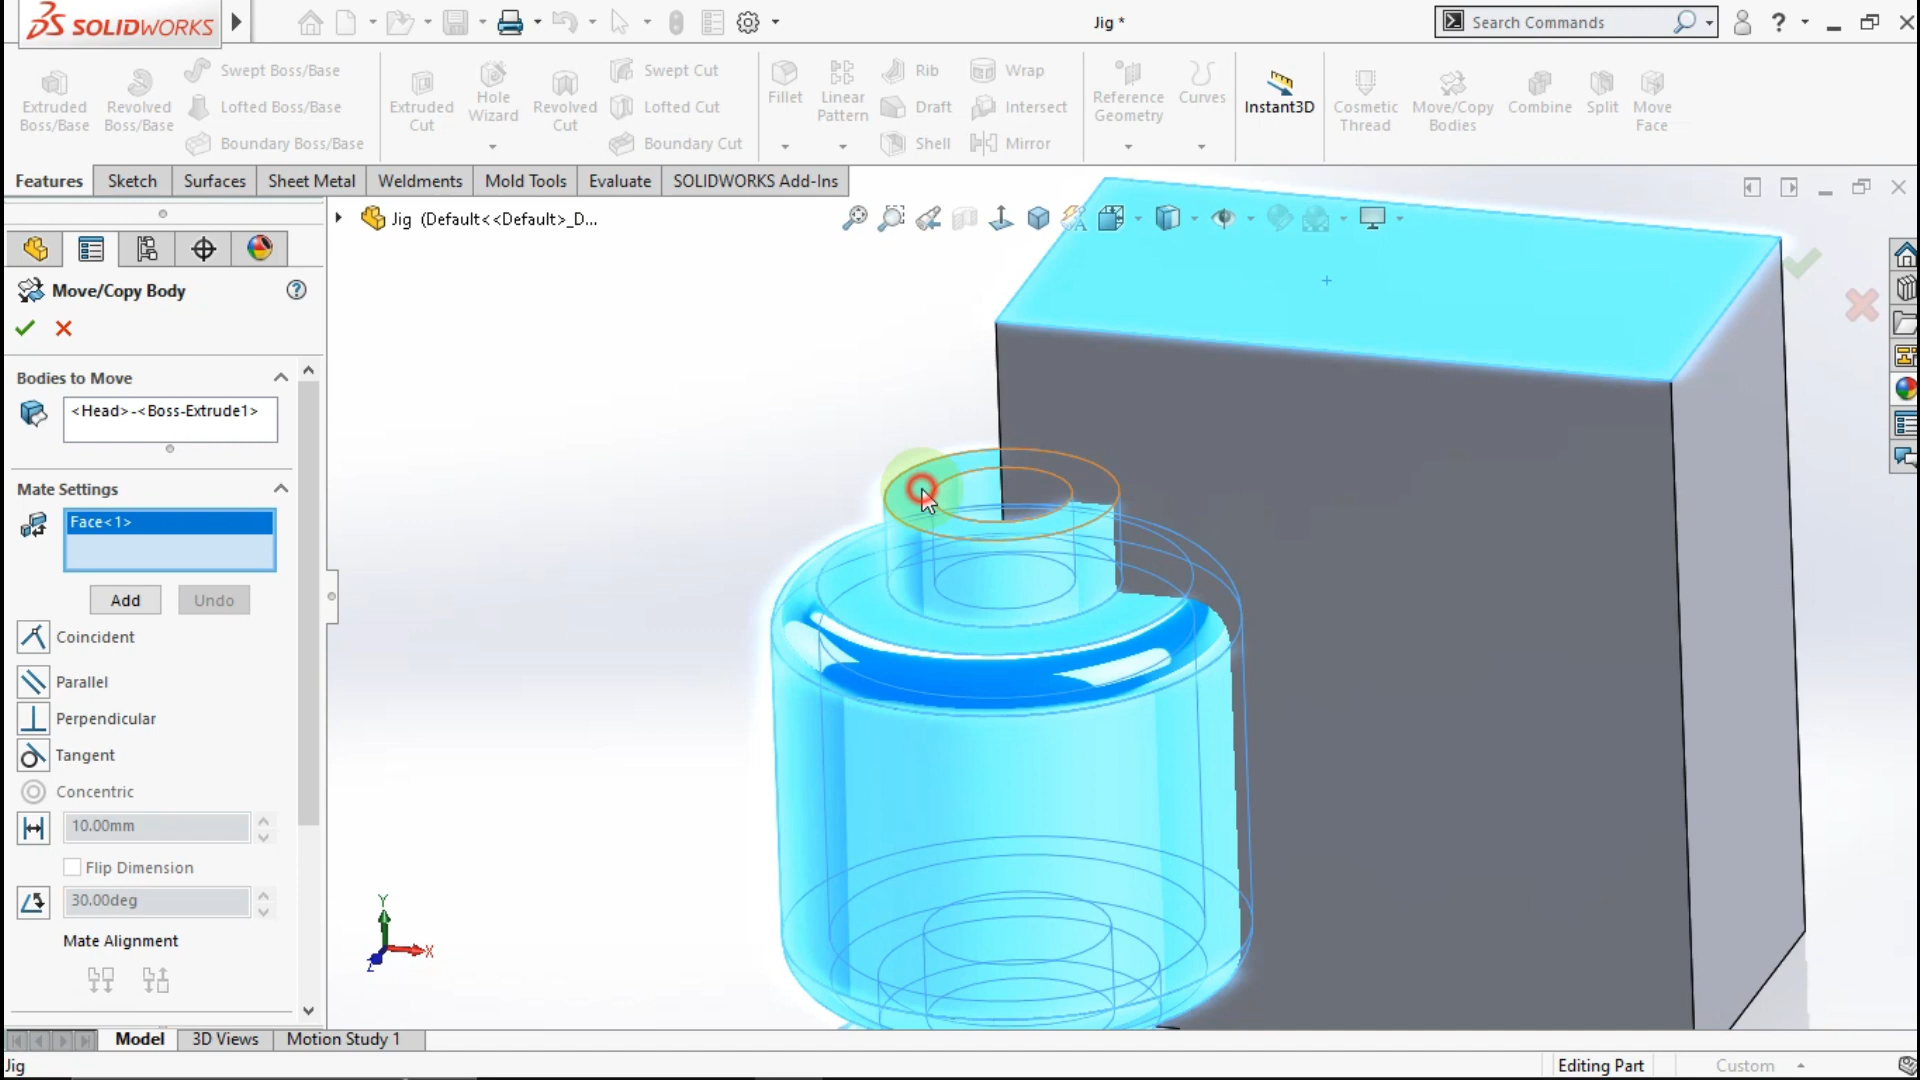 SOLIDWORKS
Jig *
Search Commands
?
Extruded Boss/Base
Revolved Boss/Base
Swept Boss/Base
Lofted Boss/Base
Boundary Boss/Base
Extruded Cut
Hole Wizard
Revolved Cut
Swept Cut
Lofted Cut
Boundary Cut
Fillet
Linear Pattern
Rib
Draft
Shell
Wrap
Intersect
Mirror
Reference Geometry
Curves
Instant3D
Cosmetic Thread
Move/Copy Bodies
Combine
Split
Move Face
Features
Sketch
Surfaces
Sheet Metal
Weldments
Mold Tools
Evaluate
SOLIDWORKS Add-Ins
Jig (Default<<Default>_D...
Move/Copy Body
?
Bodies to Move
<Head>-<Boss-Extrude1>
Mate Settings
Face<1>
Add
Undo
Coincident
Parallel
Perpendicular
Tangent
Concentric
10.00mm
Flip Dimension
30.00deg
Mate Alignment
Y
X
Z
Model
3D Views
Motion Study 1
Jig
Editing Part
Custom